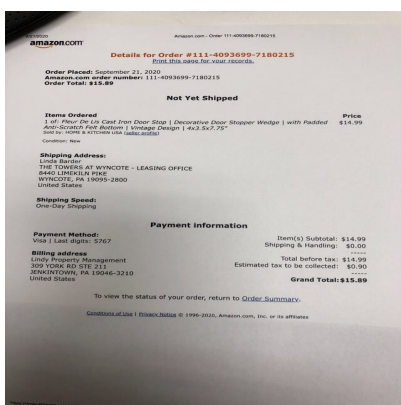 Amazon.com - Order 111-4093699-7180215
amazon.com
Details for Order #111-4093699-7180215
Print this page for your records.
Order Placed: September 21, 2020
Amazon.com order number: 111-4093699-7180215
Order Total: $15.89
Not Yet Shipped
Items Ordered Price
1 of: Fleur De Lis Cast Iron Door Stop | Decorative Door Stopper Wedge | with Padded $14.99
Anti-Scratch Felt Bottom | Vintage Design | 4x3.5x7.75"
Sold by: HOME & KITCHEN USA (seller profile)
Condition: New
Shipping Address:
Linda Barder
THE TOWERS AT WYNCOTE - LEASING OFFICE
8440 LIMEKILN PIKE
WYNCOTE, PA 19095-2800
United States
Shipping Speed:
One-Day Shipping
Payment information
Payment Method:
Visa | Last digits: 5767
Item(s) Subtotal: $14.99
Shipping & Handling: $0.00
-----
Billing address
Lindy Property Management
309 YORK RD STE 211
JENKINTOWN, PA 19046-3210
United States
Total before tax: $14.99
Estimated tax to be collected: $0.90
-----
Grand Total: $15.89
To view the status of your order, return to Order Summary.
Conditions of Use | Privacy Notice © 1996-2020, Amazon.com, Inc. or its affiliates